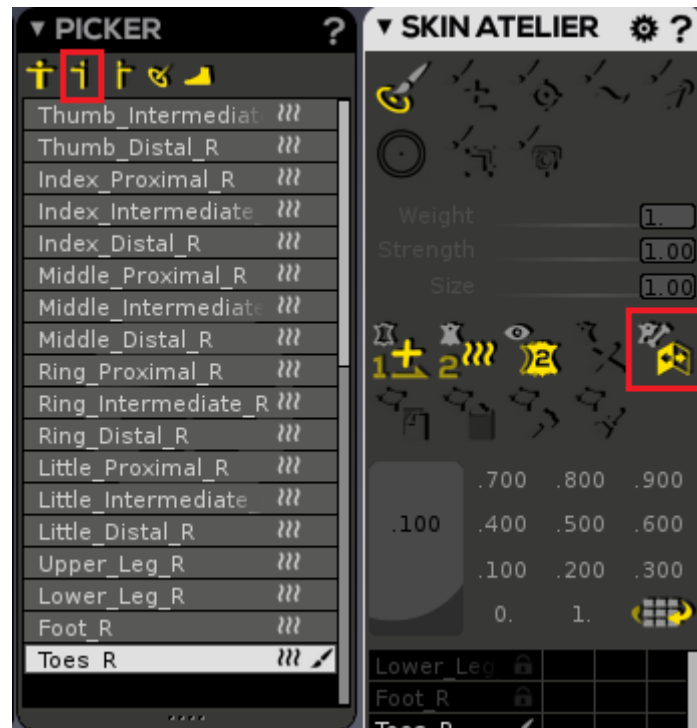 PICKER ?
Thumb_Intermediat
Thumb_Distal_R
Index_Proximal_R
Index_Intermediate_
Index_Distal_R
Middle_Proximal_R
Middle_Intermediate
Middle_Distal_R
Ring_Proximal_R
Ring_Intermediate_R
Ring_Distal_R
Little_Proximal_R
Little_Intermediate_
Little_Distal_R
Upper_Leg_R
Lower_Leg_R
Foot_R
Toes_R
SKIN ATELIER ?
Weight 1.
Strength 1.00
Size 1.00
1 2 2
.700 .800 .900
.100 .400 .500 .600
.100 .200 .300
0. 1.
Lower_Leg
Foot_R
Toes_R